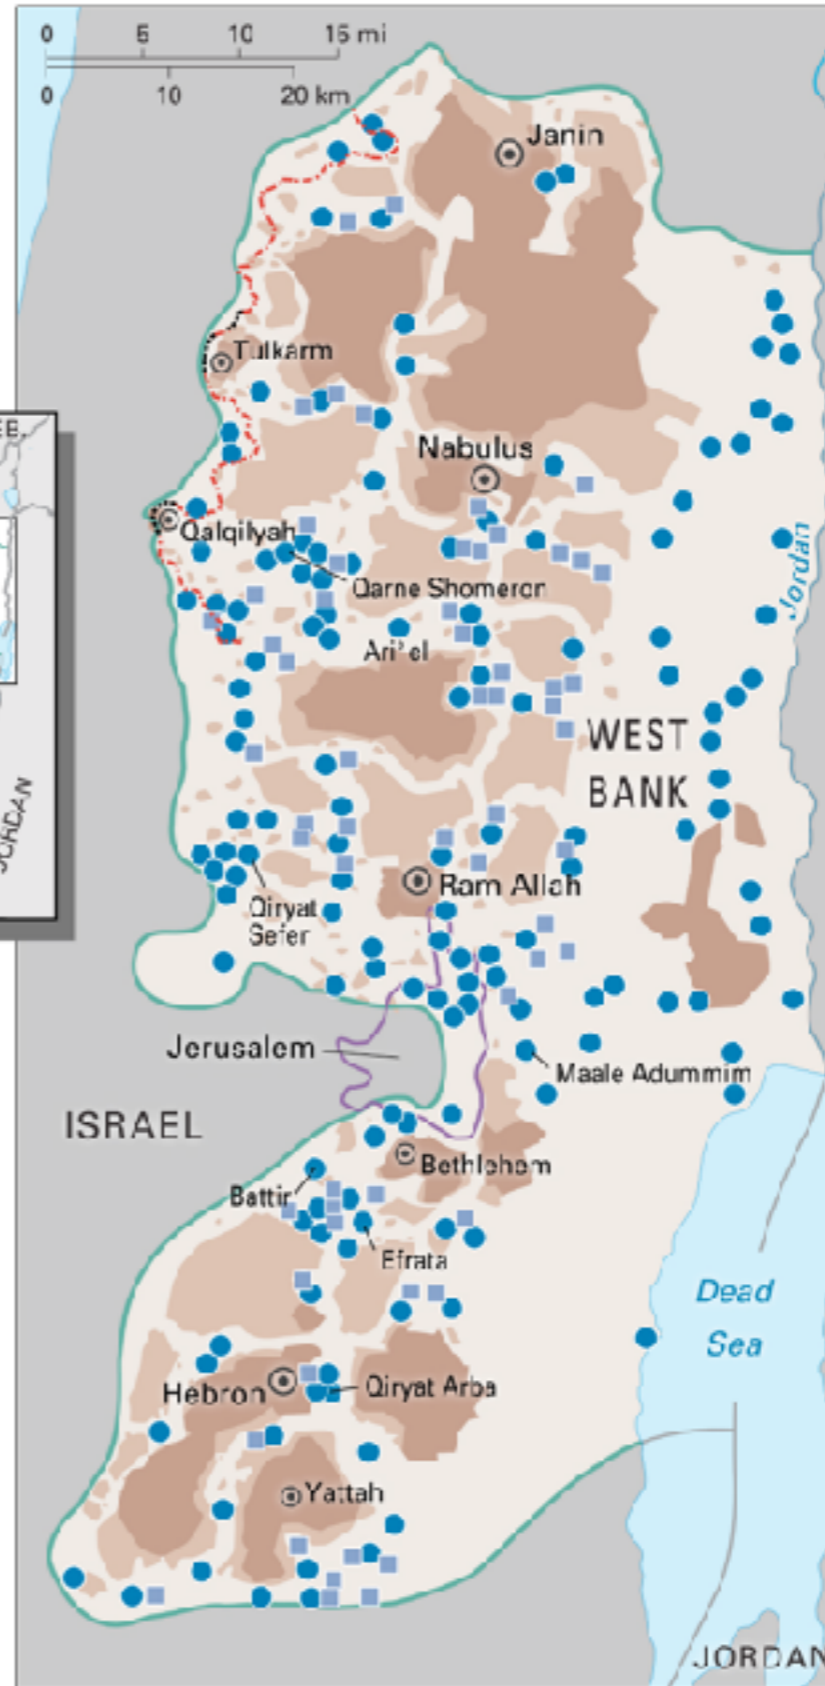 0 5 10 15 mi
0 10 20 km
Janin
Tulkarm
Nabulus
Qalqilyah
Qarne Shomeron
Ari'el
Jordan
WEST
BANK
JORDAN
Ram Allah
Qiryat
Sefer
Jerusalem
Maale Adummim
ISRAEL
Bethlehem
Battir
Efrata
Dead
Sea
Hebron
Qiryat Arba
Yattah
JORDAN